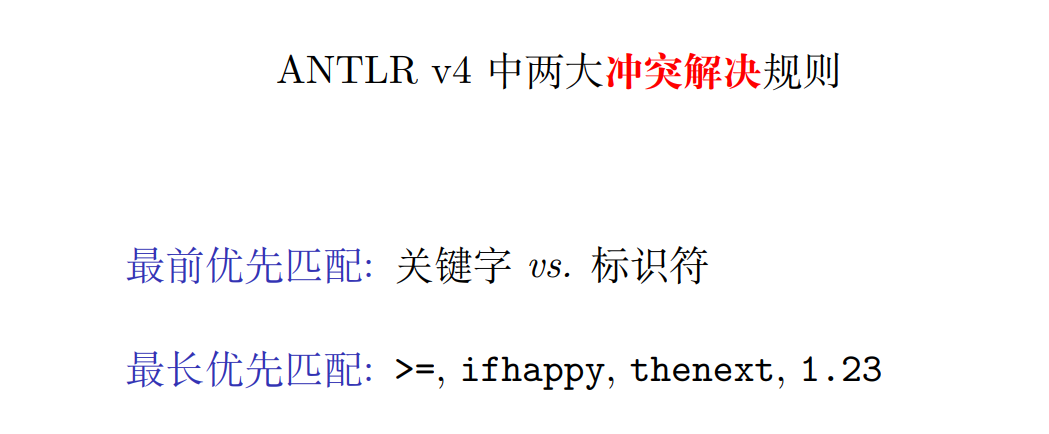 ANTLR v4 中两大冲突解决规则
最前优先匹配: 关键字 vs. 标识符
最长优先匹配: >=, ifhappy, thenext, 1.23